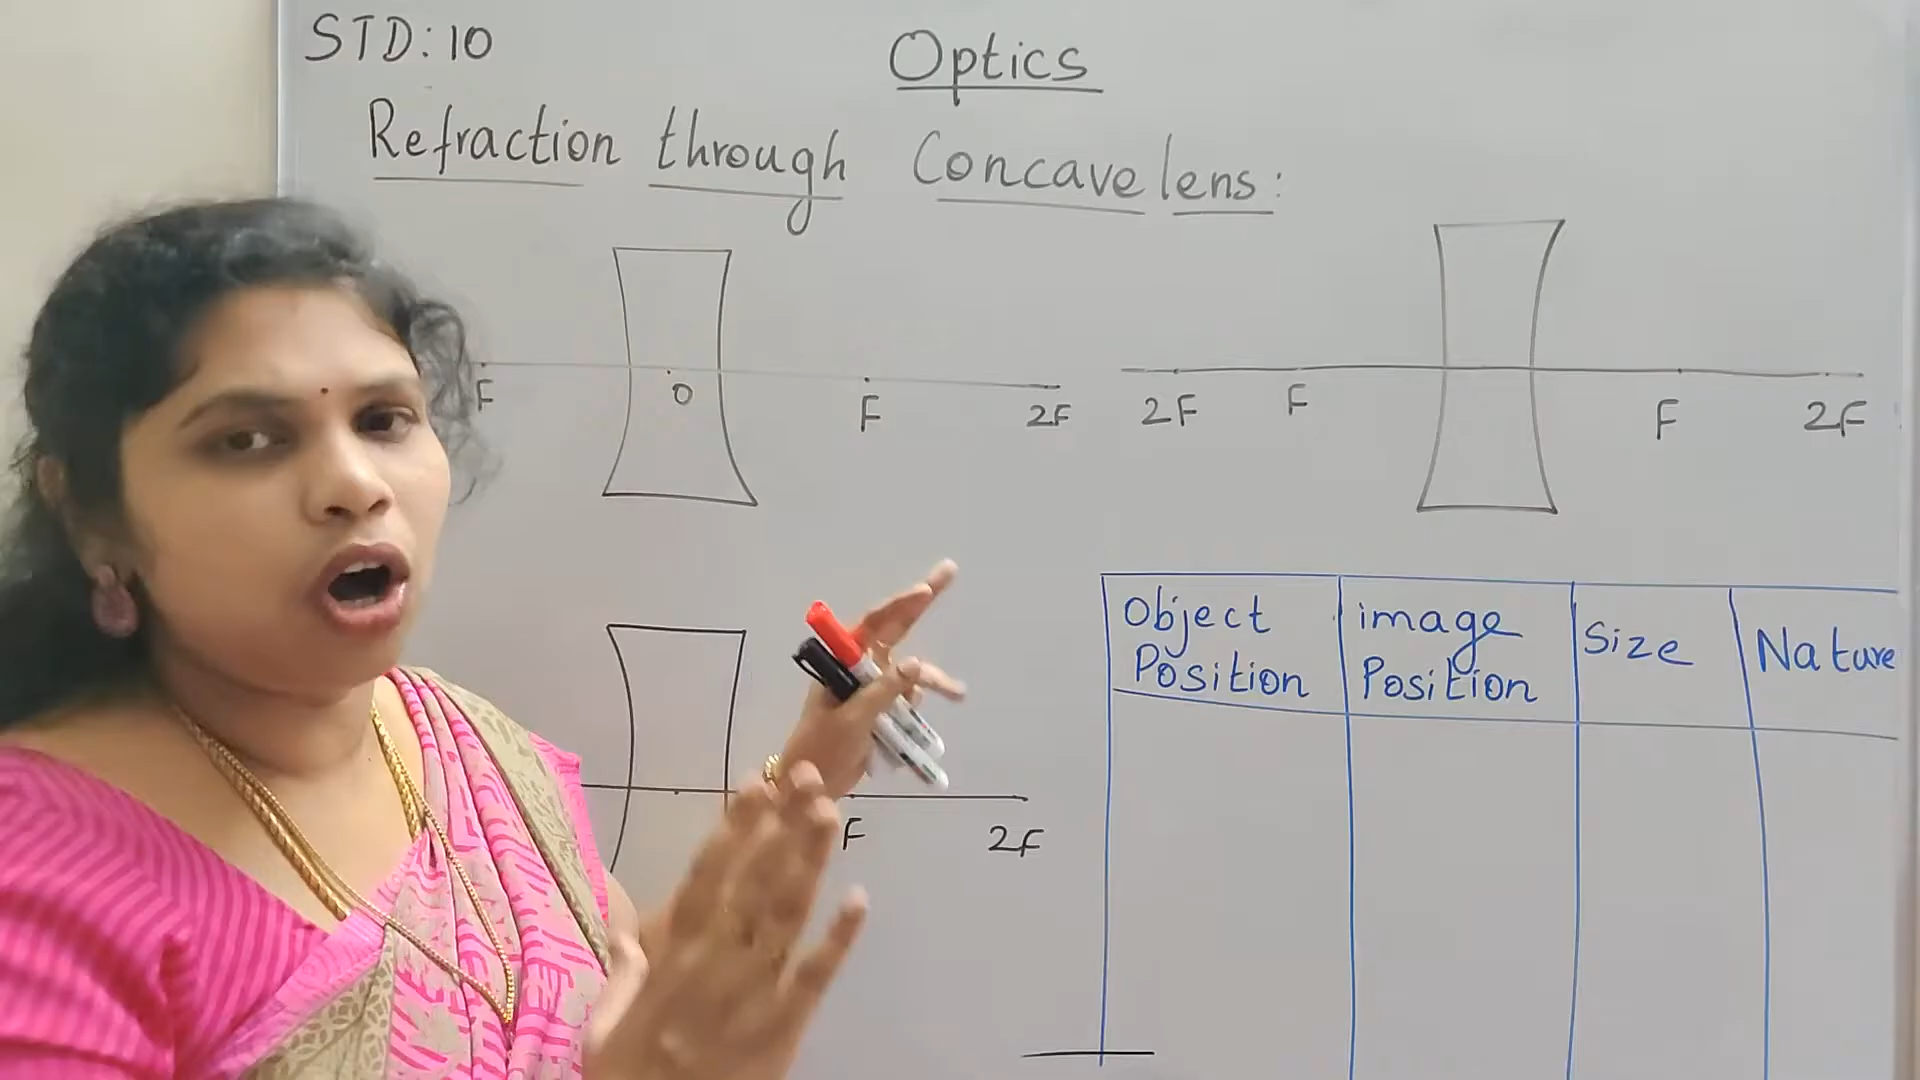 STD: 10
Optics
Refraction through Concave lens:
F
O
F
2F
2F
F
F
2F
F
2F
Object Position
image Position
Size
Nature